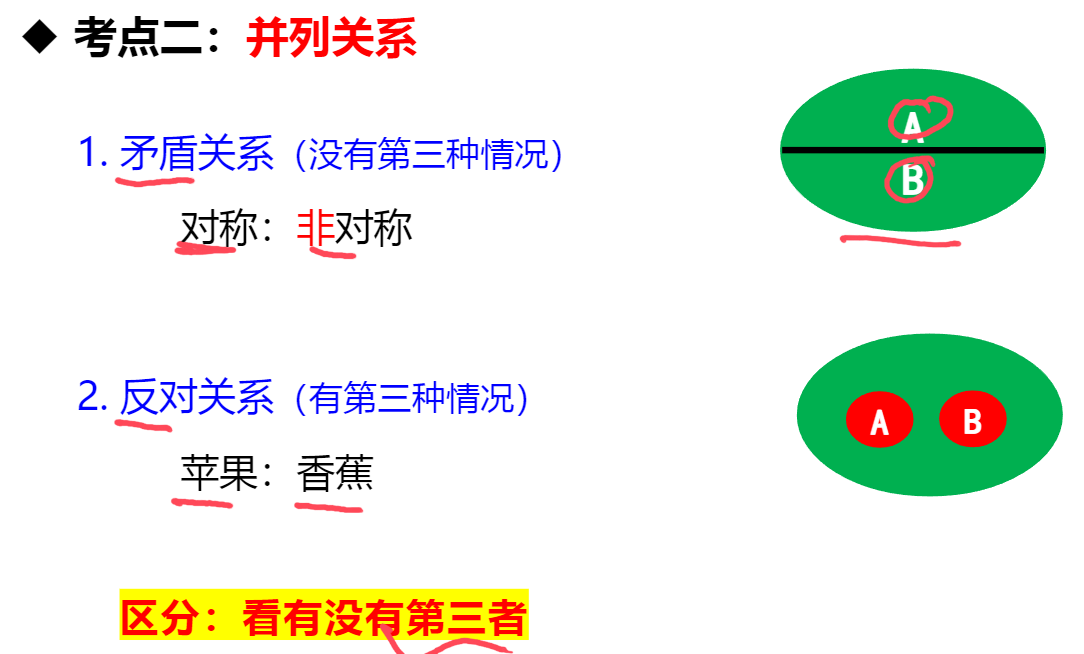 ◆ 考点二：并列关系
A
B
1. 矛盾关系（没有第三种情况）
对称：非对称
2. 反对关系（有第三种情况）
A B
苹果：香蕉
区分：看有没有第三者